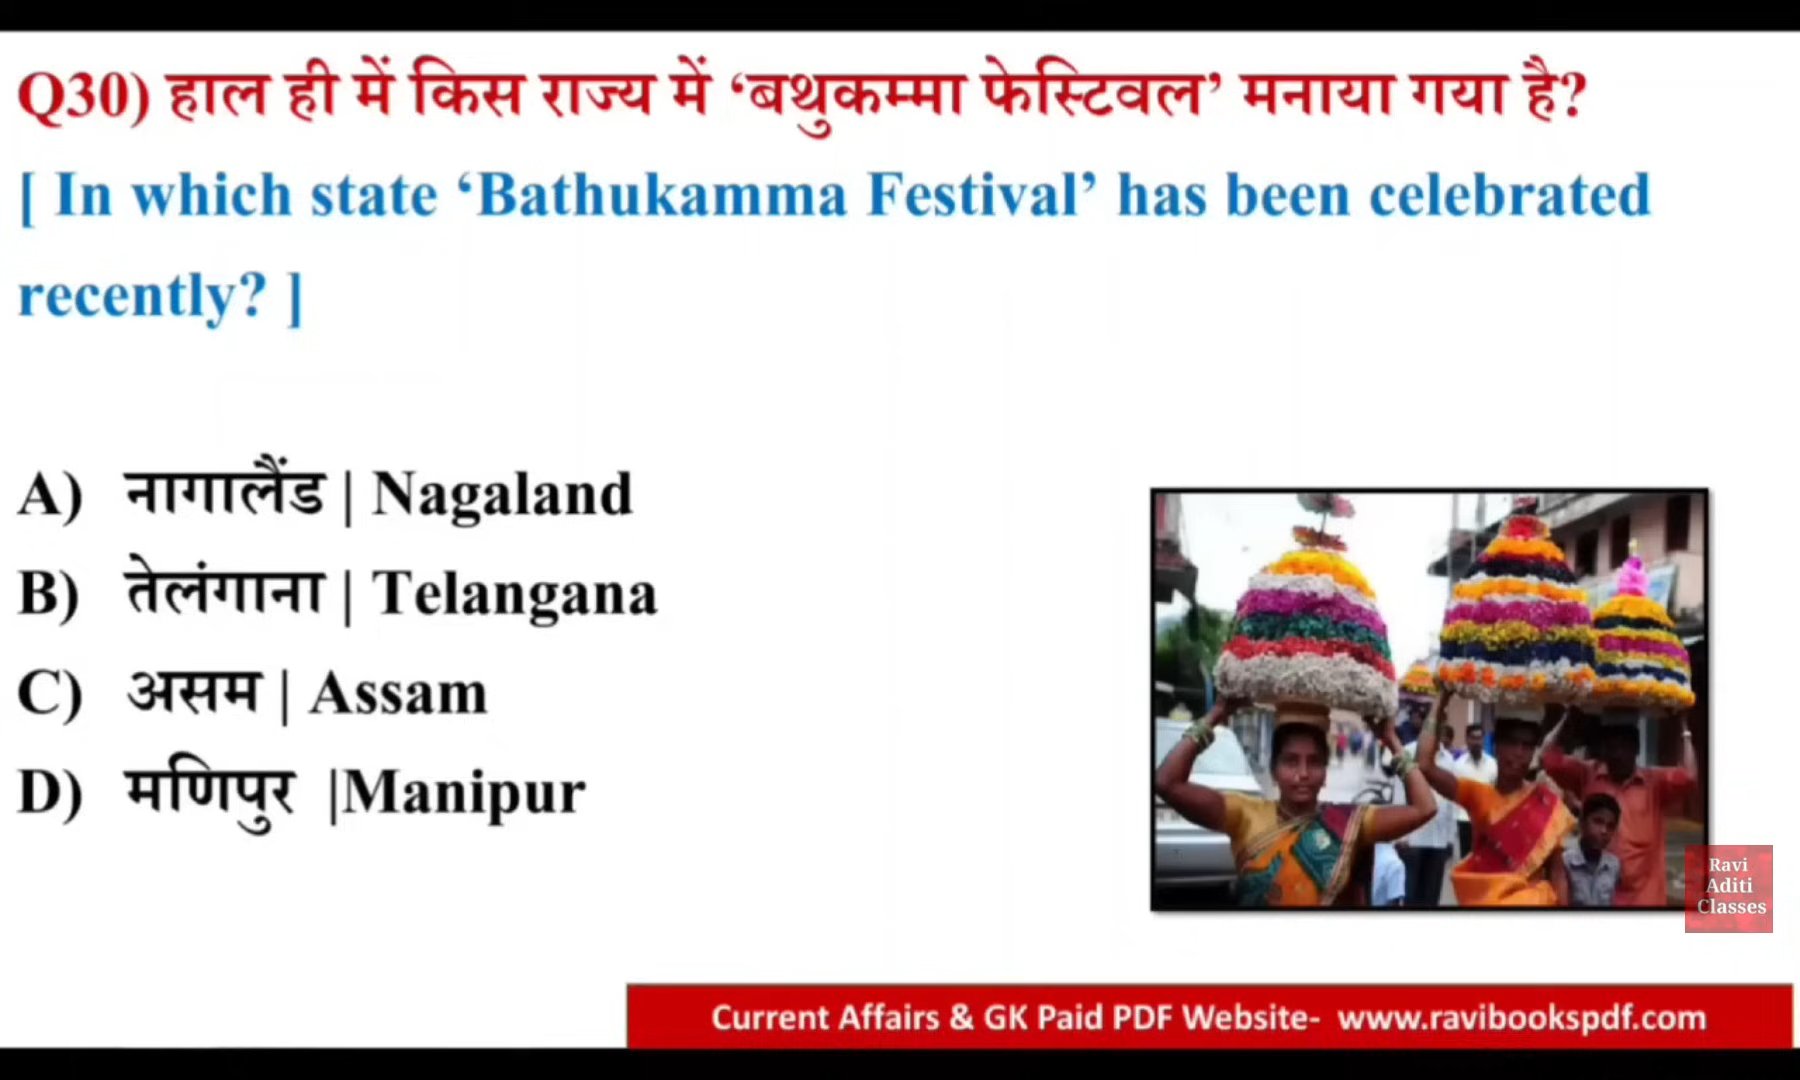 Q30) हाल ही में किस राज्य में ‘बथुकम्मा फेस्टिवल’ मनाया गया है?
[ In which state ‘Bathukamma Festival’ has been celebrated
recently? ]
A) नागालैंड | Nagaland
B) तेलंगाना | Telangana
C) असम | Assam
D) मणिपुर |Manipur
Ravi
Aditi
Classes
Current Affairs & GK Paid PDF Website- www.ravibookspdf.com